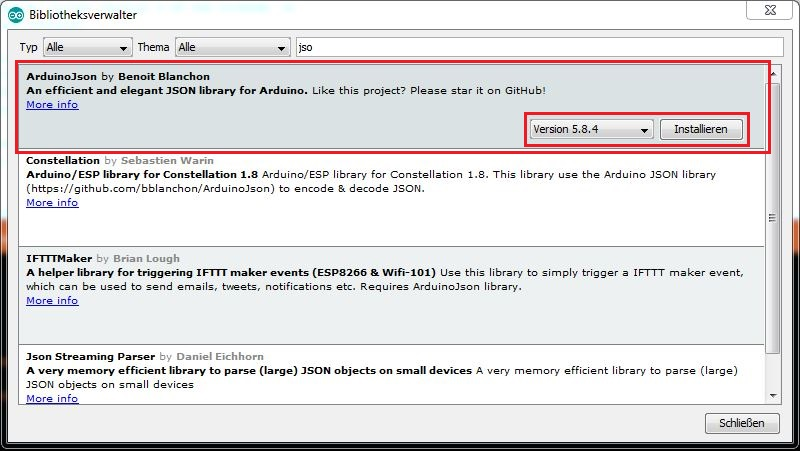 Bibliotheksverwalter
Typ Alle Thema Alle jso
ArduinoJson by Benoit Blanchon
An efficient and elegant JSON library for Arduino. Like this project? Please star it on GitHub!
More info
Version 5.8.4 Installieren
Constellation by Sebastien Warin
Arduino/ESP library for Constellation 1.8 Arduino/ESP library for Constellation 1.8. This library use the Arduino JSON library
(https://github.com/bblanchon/ArduinoJson) to encode & decode JSON.
More info
IFTTTMaker by Brian Lough
A helper library for triggering IFTTT maker events (ESP8266 & Wifi-101) Use this library to simply trigger a IFTTT maker event,
which can be used to send emails, tweets, notifications etc. Requires ArduinoJson library.
More info
Json Streaming Parser by Daniel Eichhorn
A very memory efficient library to parse (large) JSON objects on small devices A very memory efficient library to parse (large)
JSON objects on small devices
More info
Schließen